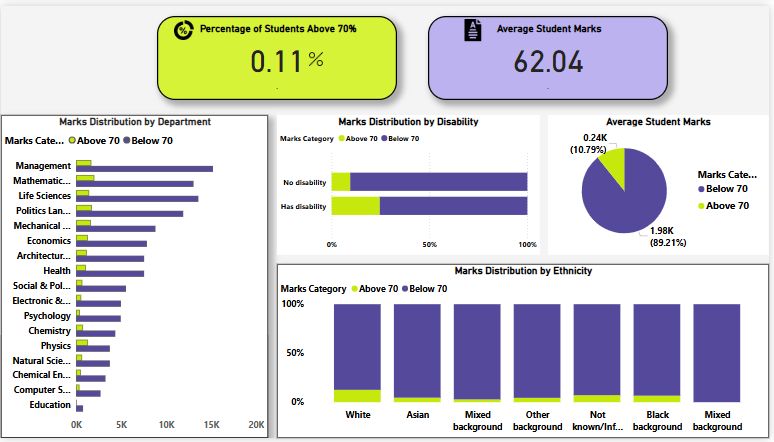 Percentage of Students Above 70%
0.11 %
Average Student Marks
62.04
Marks Distribution by Department
Marks Cate... Above 70 Below 70
Management
Mathematic...
Life Sciences
Politics Lan...
Mechanical ...
Economics
Architectur...
Health
Social & Pol...
Electronic &...
Psychology
Chemistry
Physics
Natural Scie...
Chemical En...
Computer S...
Education
0K 5K 10K 15K 20K
Marks Distribution by Disability
Marks Category Above 70 Below 70
No disability
Has disability
0% 50% 100%
Average Student Marks
0.24K
(10.79%)
1.98K
(89.21%)
Marks Cate...
Below 70
Above 70
Marks Distribution by Ethnicity
Marks Category Above 70 Below 70
100%
50%
0%
White Asian Mixed background Other background Not known/Inf... Black background Mixed background